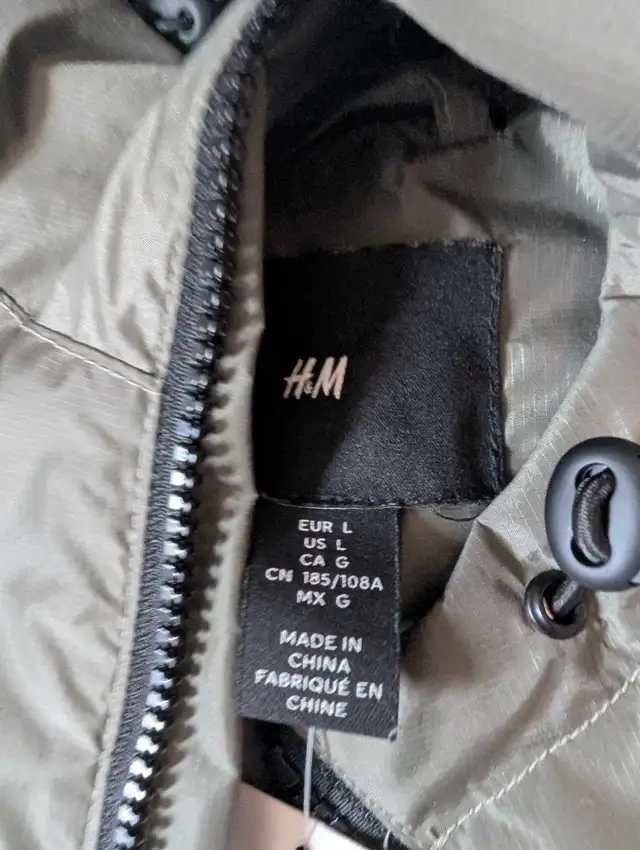 H&M
EUR L
US L
CA G
CN 185/108A
MX G
MADE IN
CHINA
FABRIQUÉ EN
CHINE